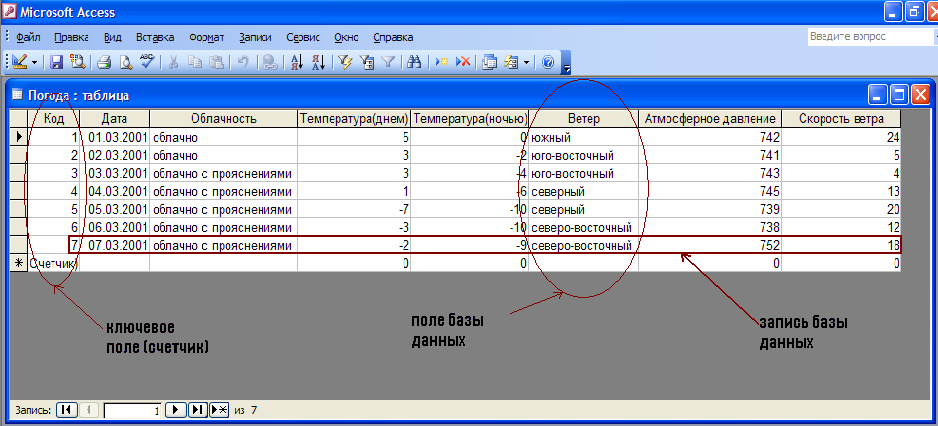 Microsoft Access
Файл Правка Вид Вставка Формат Записи Сервис Окно Справка
Введите вопрос
Погода : таблица
Код Дата Облачность Температура(днем) Температура(ночью) Ветер Атмосферное давление Скорость ветра
1 01.03.2001 облачно 5 0 южный 742 24
2 02.03.2001 облачно 3 -2 юго-восточный 741 5
3 03.03.2001 облачно с прояснениями 3 -4 юго-восточный 743 4
4 04.03.2001 облачно с прояснениями 1 -6 северный 745 13
5 05.03.2001 облачно с прояснениями -7 -10 северный 739 20
6 06.03.2001 облачно с прояснениями -3 -10 северо-восточный 738 12
7 07.03.2001 облачно с прояснениями -2 -9 северо-восточный 752 18
Счетчик) 0 0 0 0
ключевое
поле (счетчик)
поле базы
данных
запись базы
данных
Запись: 1 из 7